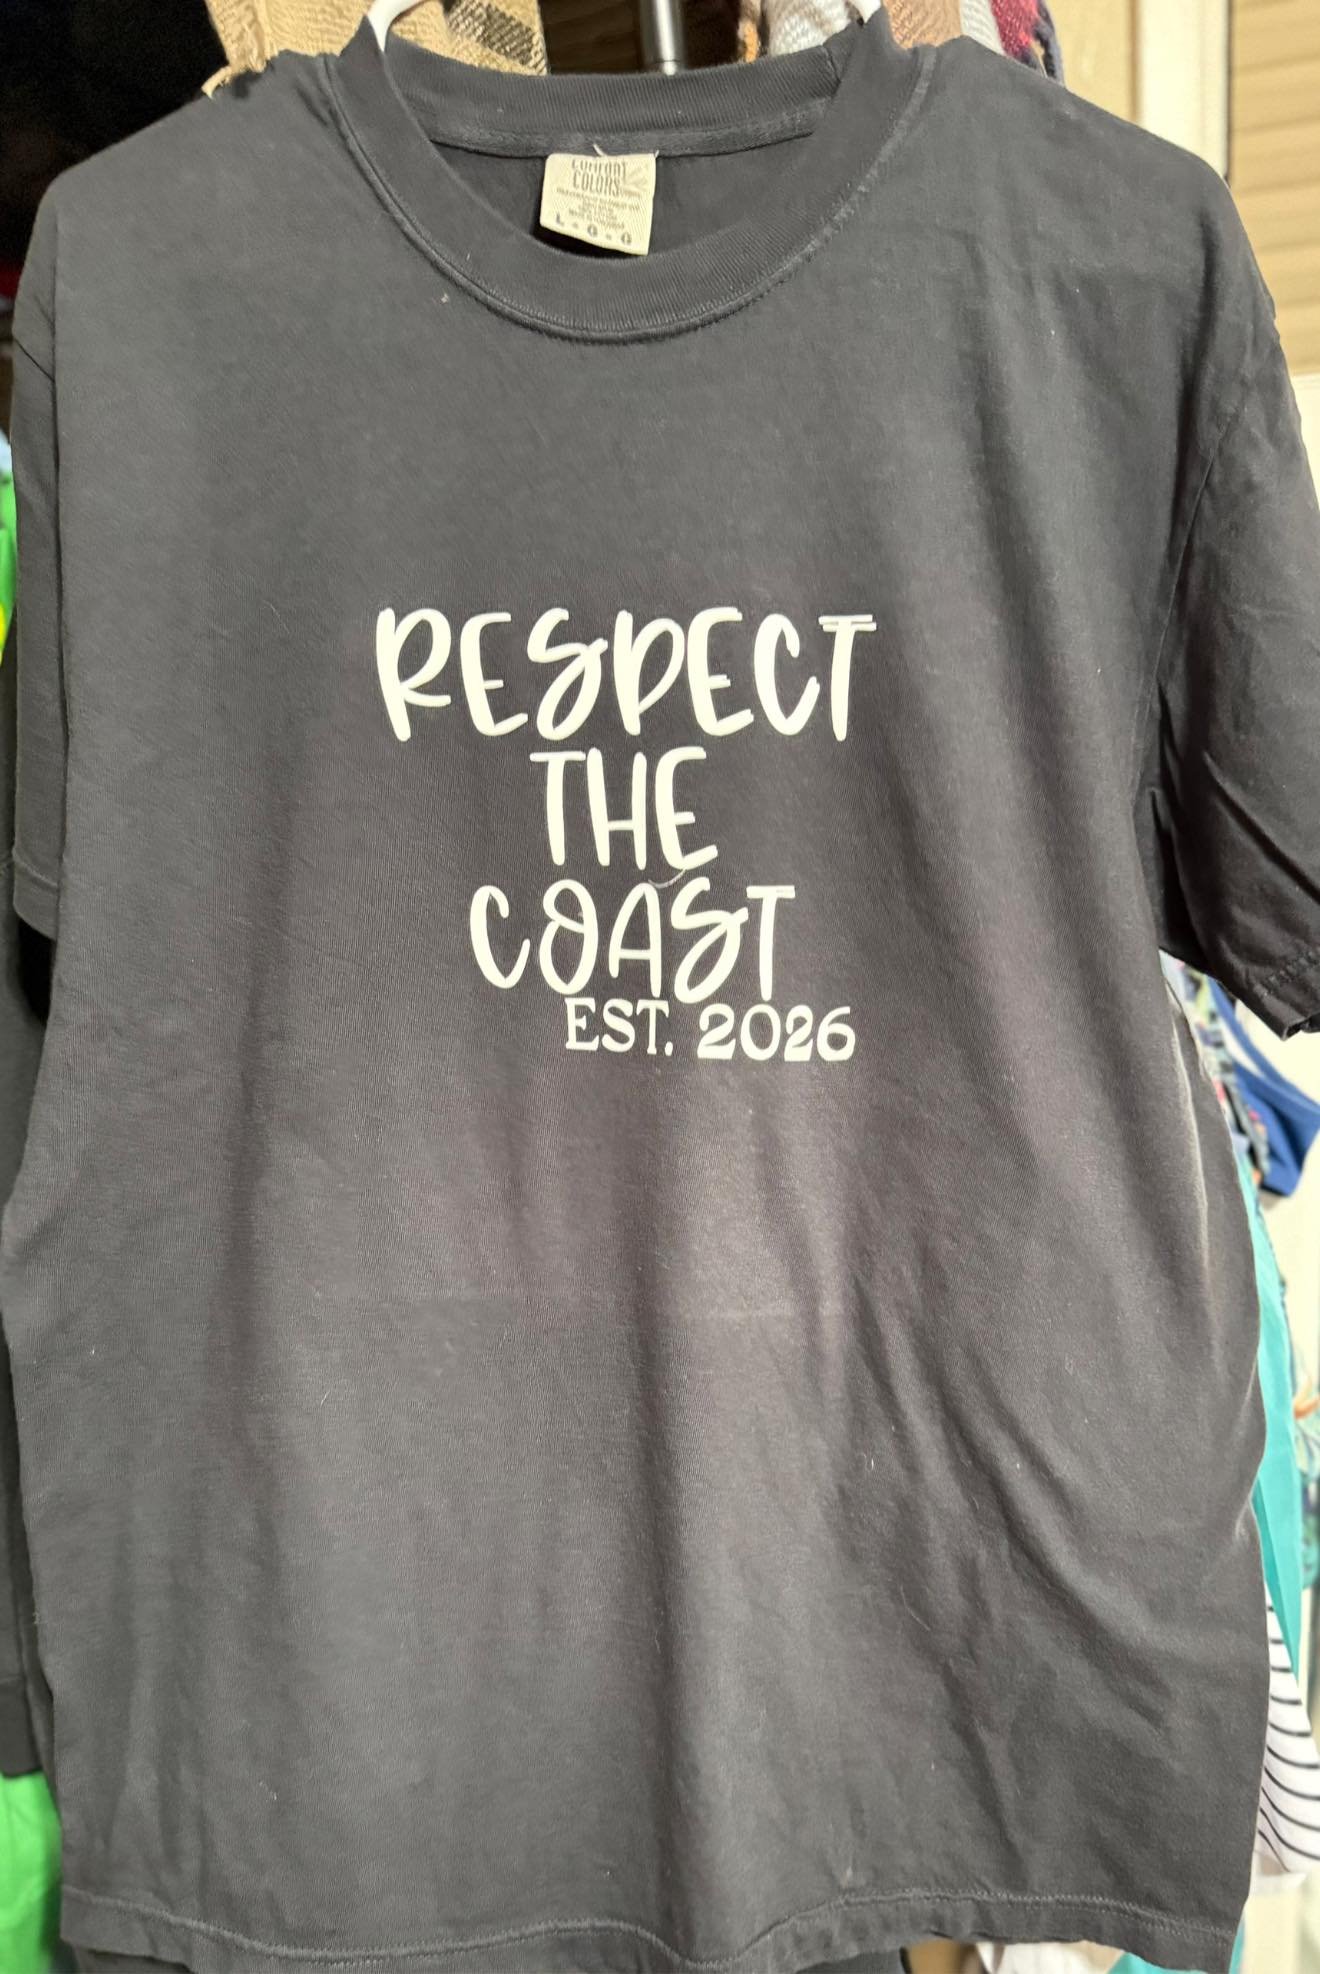 COMFORT
COLORS
L • G • G
RESPECT
THE
COAST
EST. 2026